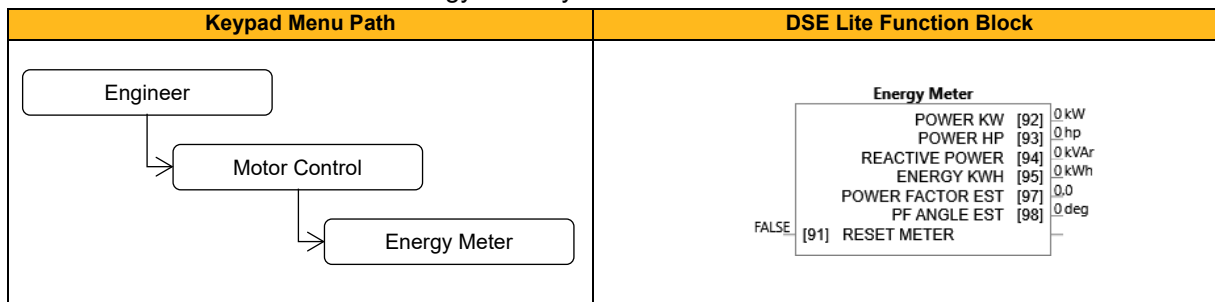 Keypad Menu Path
DSE Lite Function Block
Engineer
Motor Control
Energy Meter
Energy Meter
POWER KW [92] 0 kW
POWER HP [93] 0 hp
REACTIVE POWER [94] 0 kVAr
ENERGY KWH [95] 0 kWh
POWER FACTOR EST [97] 0,0
PF ANGLE EST [98] 0 deg
FALSE [91] RESET METER